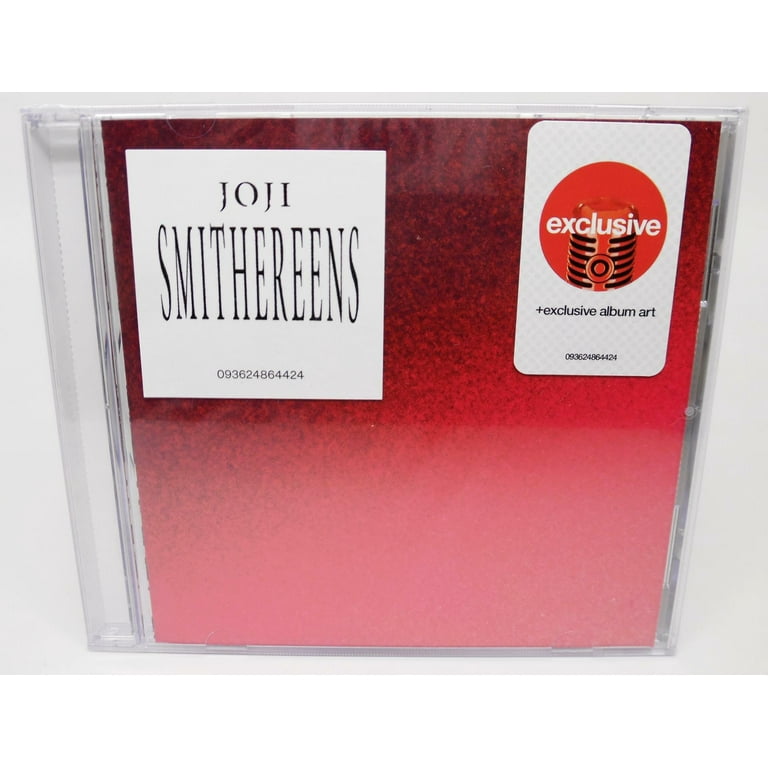 JOJI
SMITHEREENS
093624864424
exclusive
+exclusive album art
093624864424